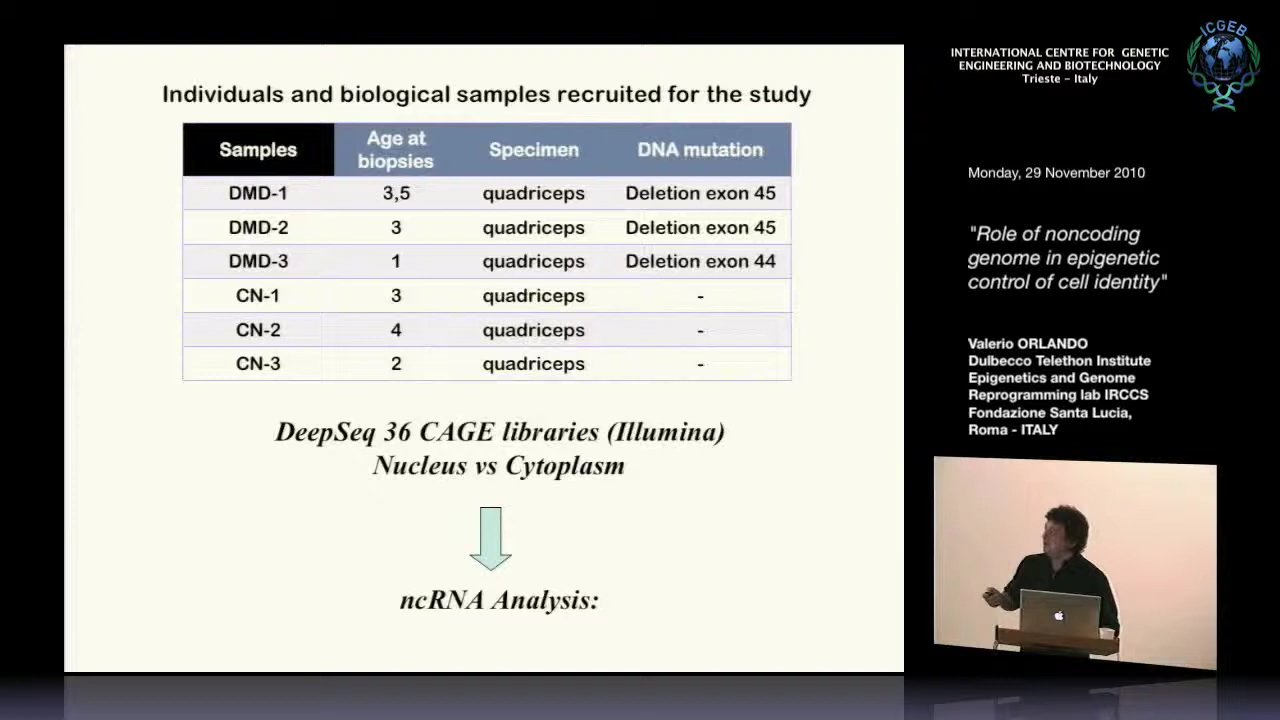 Individuals and biological samples recruited for the study
Samples Age at biopsies Specimen DNA mutation
DMD-1 3,5 quadriceps Deletion exon 45
DMD-2 3 quadriceps Deletion exon 45
DMD-3 1 quadriceps Deletion exon 44
CN-1 3 quadriceps -
CN-2 4 quadriceps -
CN-3 2 quadriceps -
DeepSeq 36 CAGE libraries (Illumina)
Nucleus vs Cytoplasm
ncRNA Analysis:
INTERNATIONAL CENTRE FOR GENETIC
ENGINEERING AND BIOTECHNOLOGY
Trieste - Italy
ICGEB
Monday, 29 November 2010
"Role of noncoding
genome in epigenetic
control of cell identity"
Valerio ORLANDO
Dulbecco Telethon Institute
Epigenetics and Genome
Reprogramming lab IRCCS
Fondazione Santa Lucia,
Roma - ITALY